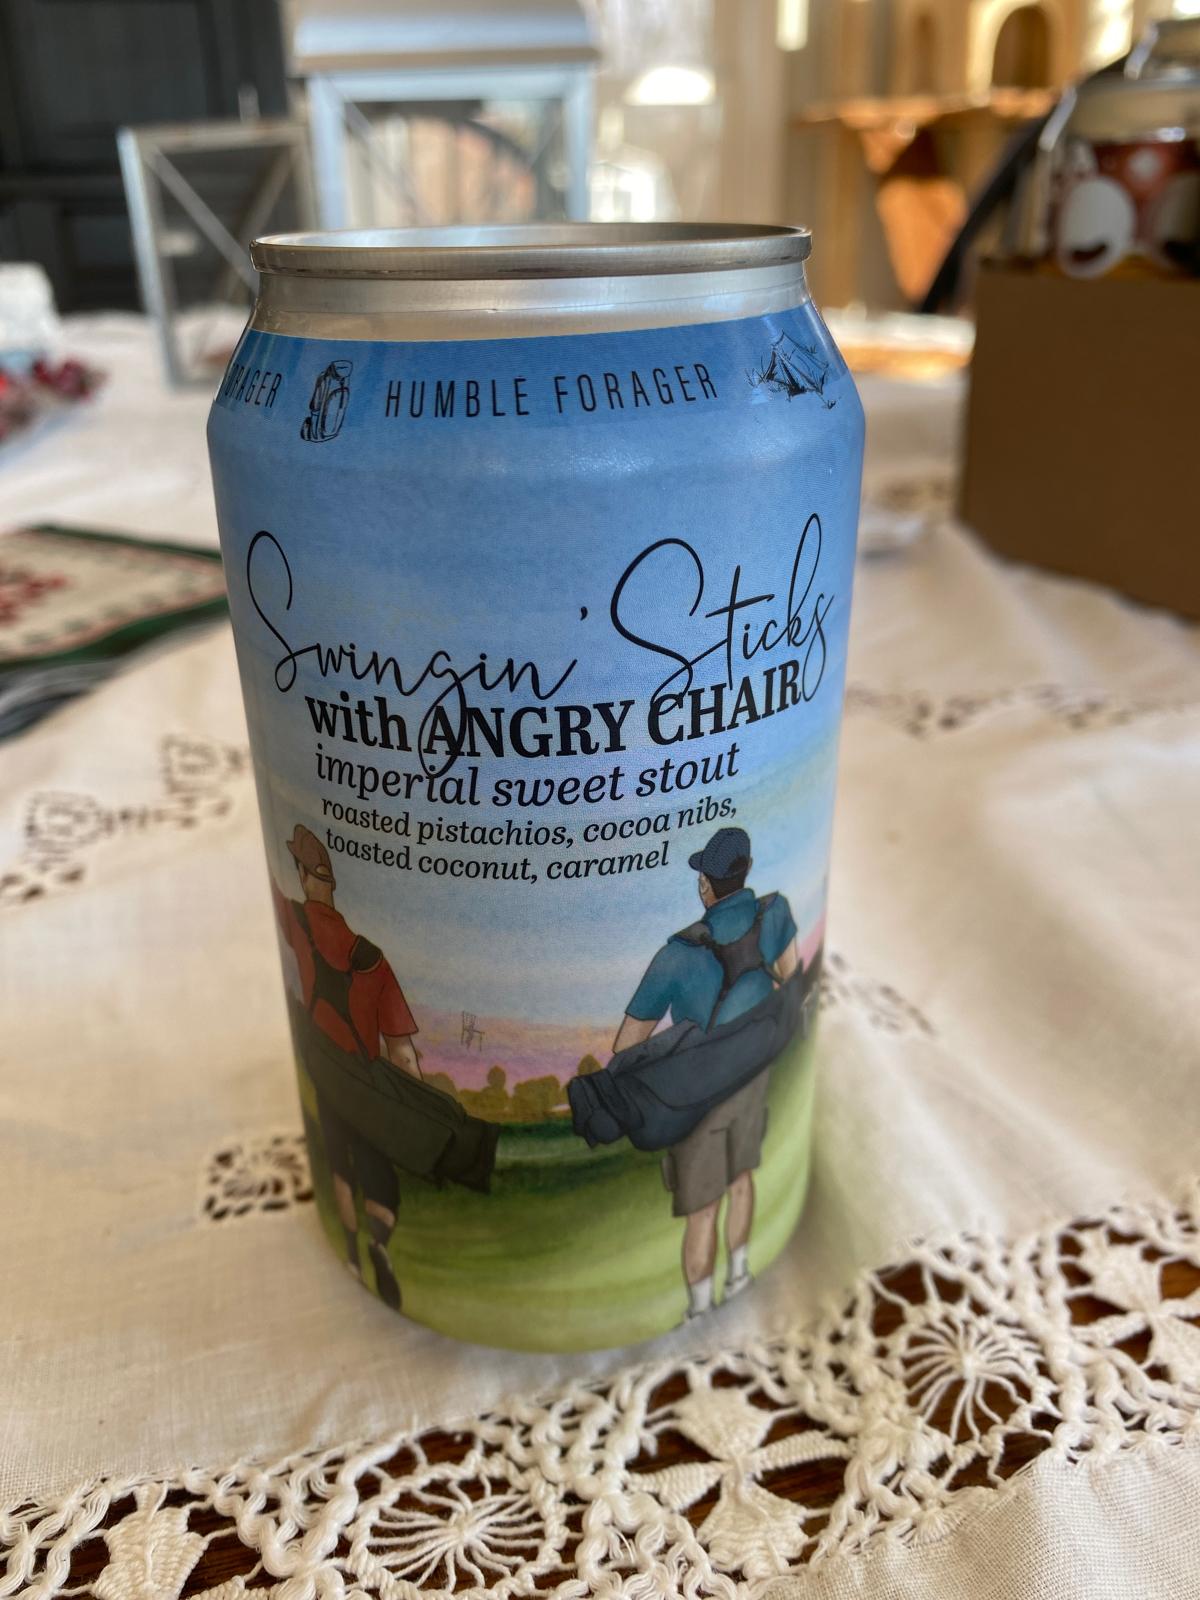 ORAGER HUMBLE FORAGER
Swingin' Sticks
with ANGRY CHAIR
imperial sweet stout
roasted pistachios, cocoa nibs,
toasted coconut, caramel